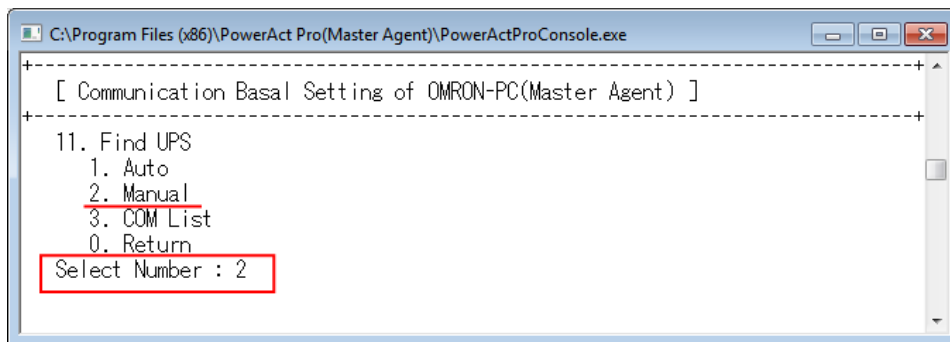 C:\Program Files (x86)\PowerAct Pro(Master Agent)\PowerActProConsole.exe
+-----------------------------------------------------------------------------+
[ Communication Basal Setting of OMRON-PC(Master Agent) ]
+-----------------------------------------------------------------------------+
11. Find UPS
1. Auto
2. Manual
3. COM List
0. Return
Select Number : 2